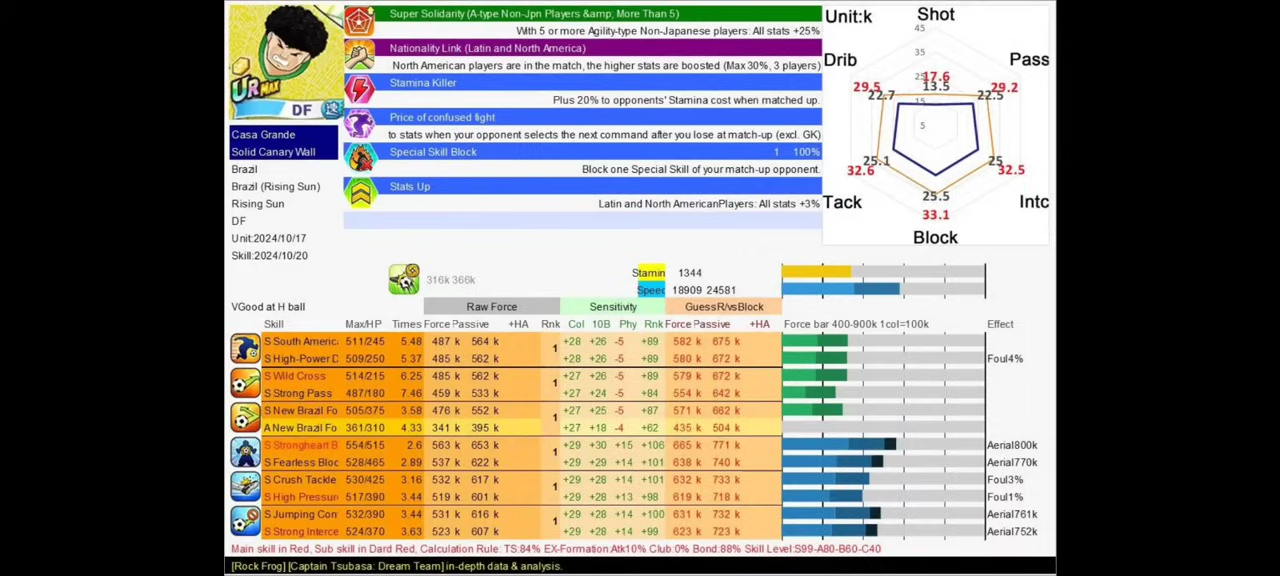 Super Solidarity (A-type Non-Jpn Players &amp; More Than 5)
With 5 or more Agility-type Non-Japanese players: All stats +25%
Nationality Link (Latin and North America)
North American players are in the match, the higher stats are boosted (Max 30%, 3 players)
Stamina Killer
Plus 20% to opponents' Stamina cost when matched up.
Price of confused fight
to stats when your opponent selects the next command after you lose at match-up (excl. GK)
Special Skill Block 1 100%
Block one Special Skill of your match-up opponent.
Stats Up
Latin and North AmericanPlayers: All stats +3%
UR MAX
DF
Casa Grande
Solid Canary Wall
Brazil
Brazil (Rising Sun)
Rising Sun
DF
Unit:2024/10/17
Skill:2024/10/20
Unit:k
Shot
45
35
25
15
5
17.6
13.5
Drib
29.5
22.7
Pass
29.2
22.5
Tack
32.6
25.1
Intc
32.5
25
25.5
33.1
Block
316k 366k
Stamin 1344
Speec 18909 24581
VGood at H ball Raw Force Sensitivity GuessR/vsBlock
Skill Max/HP Times Force Passive +HA Rnk Col 10B Phy Rnk Force Passive +HA Force bar 400-900k 1col=100k Effect
S South Americ 511/245 5.48 487 k 564 k 1 +28 +26 -5 +89 582 k 675 k
S High-Power D 509/250 5.37 485 k 562 k +28 +26 -5 +89 580 k 672 k Foul4%
S Wild Cross 514/215 6.25 485 k 562 k 1 +27 +26 -5 +89 579 k 672 k
S Strong Pass 487/180 7.46 459 k 533 k +27 +24 -5 +84 554 k 642 k
S New Brazil Fo 505/375 3.58 476 k 552 k 1 +27 +25 -5 +87 571 k 662 k
A New Brazil Fo 361/310 4.33 341 k 395 k +27 +18 -4 +62 435 k 504 k
S Strongheart B 554/515 2.6 563 k 653 k 1 +29 +30 +15 +106 665 k 771 k Aerial800k
S Fearless Bloc 528/465 2.89 537 k 622 k +29 +29 +14 +101 638 k 740 k Aerial770k
S Crush Tackle 530/425 3.16 532 k 617 k 1 +29 +28 +14 +101 632 k 733 k Foul3%
S High Pressur 517/390 3.44 519 k 601 k +29 +28 +13 +98 619 k 718 k Foul1%
S Jumping Con 532/390 3.44 531 k 616 k 1 +29 +28 +14 +100 631 k 732 k Aerial761k
S Strong Interce 524/370 3.63 523 k 607 k +29 +28 +14 +99 623 k 723 k Aerial752k
Main skill in Red, Sub skill in Dard Red, Calculation Rule: TS:84% EX-Formation:Atk10% Club:0% Bond:88% Skill Level:S99-A80-B60-C40
[Rock Frog] [Captain Tsubasa: Dream Team] in-depth data & analysis.